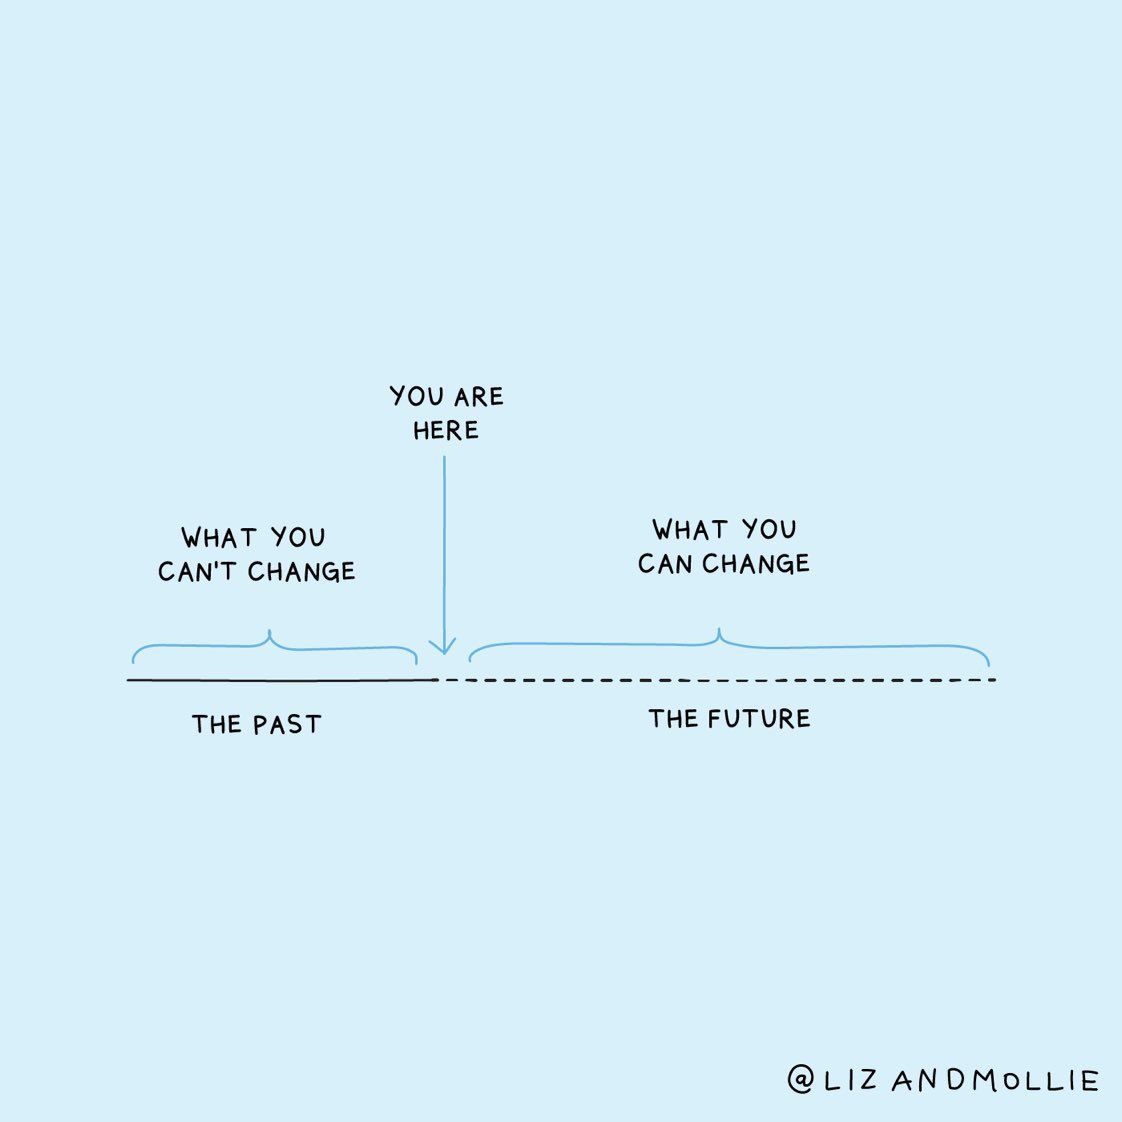 YOU ARE
HERE
WHAT YOU
CAN'T CHANGE
WHAT YOU
CAN CHANGE
THE PAST
THE FUTURE
@LIZANDMOLLIE